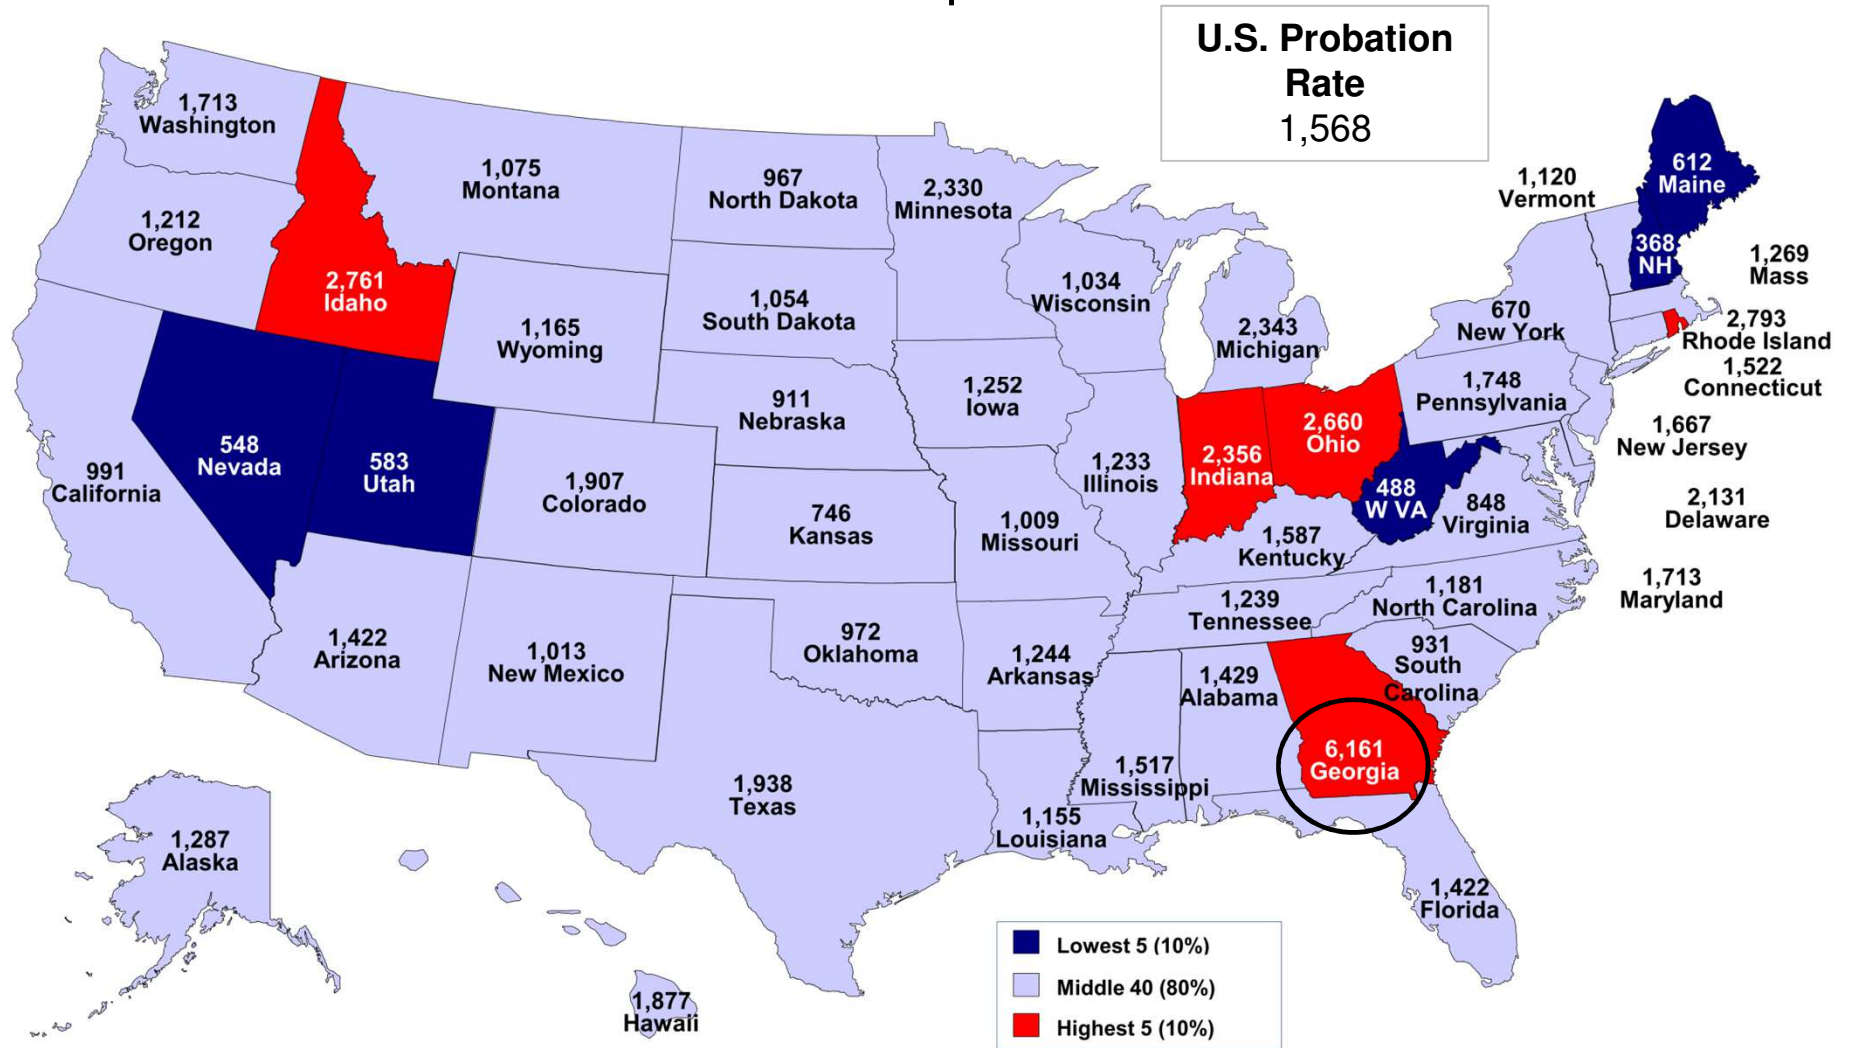 U.S. Probation
Rate
1,568
1,713
Washington
1,212
Oregon
2,761
Idaho
1,075
Montana
967
North Dakota
2,330
Minnesota
1,034
Wisconsin
2,343
Michigan
1,120
Vermont
612
Maine
368
NH
1,269
Mass
670
New York
2,793
Rhode Island
1,522
Connecticut
1,165
Wyoming
1,054
South Dakota
911
Nebraska
1,252
Iowa
1,748
Pennsylvania
1,667
New Jersey
991
California
548
Nevada
583
Utah
1,907
Colorado
746
Kansas
1,009
Missouri
1,233
Illinois
2,356
Indiana
2,660
Ohio
488
W VA
848
Virginia
2,131
Delaware
1,713
Maryland
1,587
Kentucky
1,239
Tennessee
1,181
North Carolina
931
South
Carolina
1,422
Arizona
1,013
New Mexico
972
Oklahoma
1,244
Arkansas
1,429
Alabama
6,161
Georgia
1,938
Texas
1,155
Louisiana
1,517
Mississippi
1,422
Florida
1,287
Alaska
1,877
Hawaii
Lowest 5 (10%)
Middle 40 (80%)
Highest 5 (10%)